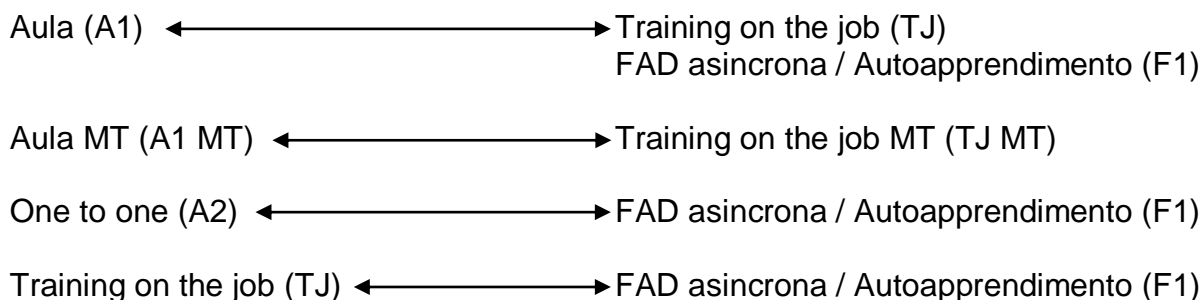 Aula (A1) Training on the job (TJ)
FAD asincrona / Autoapprendimento (F1)
Aula MT (A1 MT) Training on the job MT (TJ MT)
One to one (A2) FAD asincrona / Autoapprendimento (F1)
Training on the job (TJ) FAD asincrona / Autoapprendimento (F1)